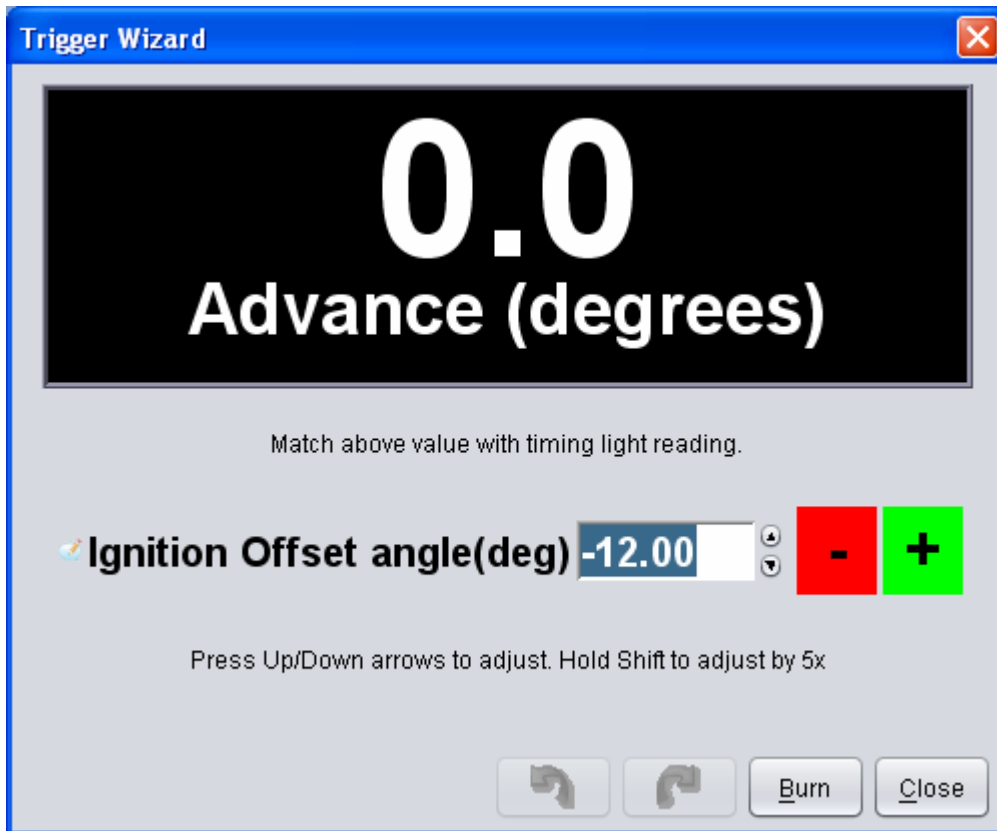 Trigger Wizard
0.0
Advance (degrees)
Match above value with timing light reading.
Ignition Offset angle(deg) -12.00 - +
Press Up/Down arrows to adjust. Hold Shift to adjust by 5x
Burn Close